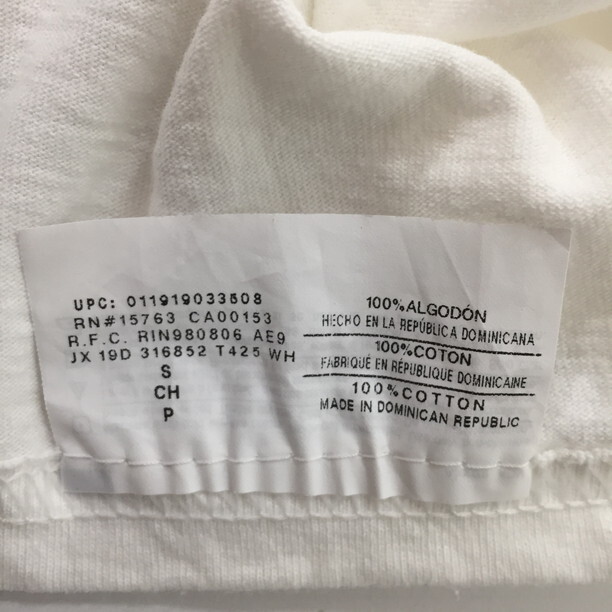 UPC: 011919033508
RN#15763 CA00153
R.F.C. RIN980806 AE9
JX 19D 316852 T425 WH
S
CH
P
100%ALGODÓN
HECHO EN LA REPÚBLICA DOMINICANA
100%COTON
FABRIQUÉ EN RÉPUBLIQUE DOMINICAINE
100%COTTON
MADE IN DOMINICAN REPUBLIC